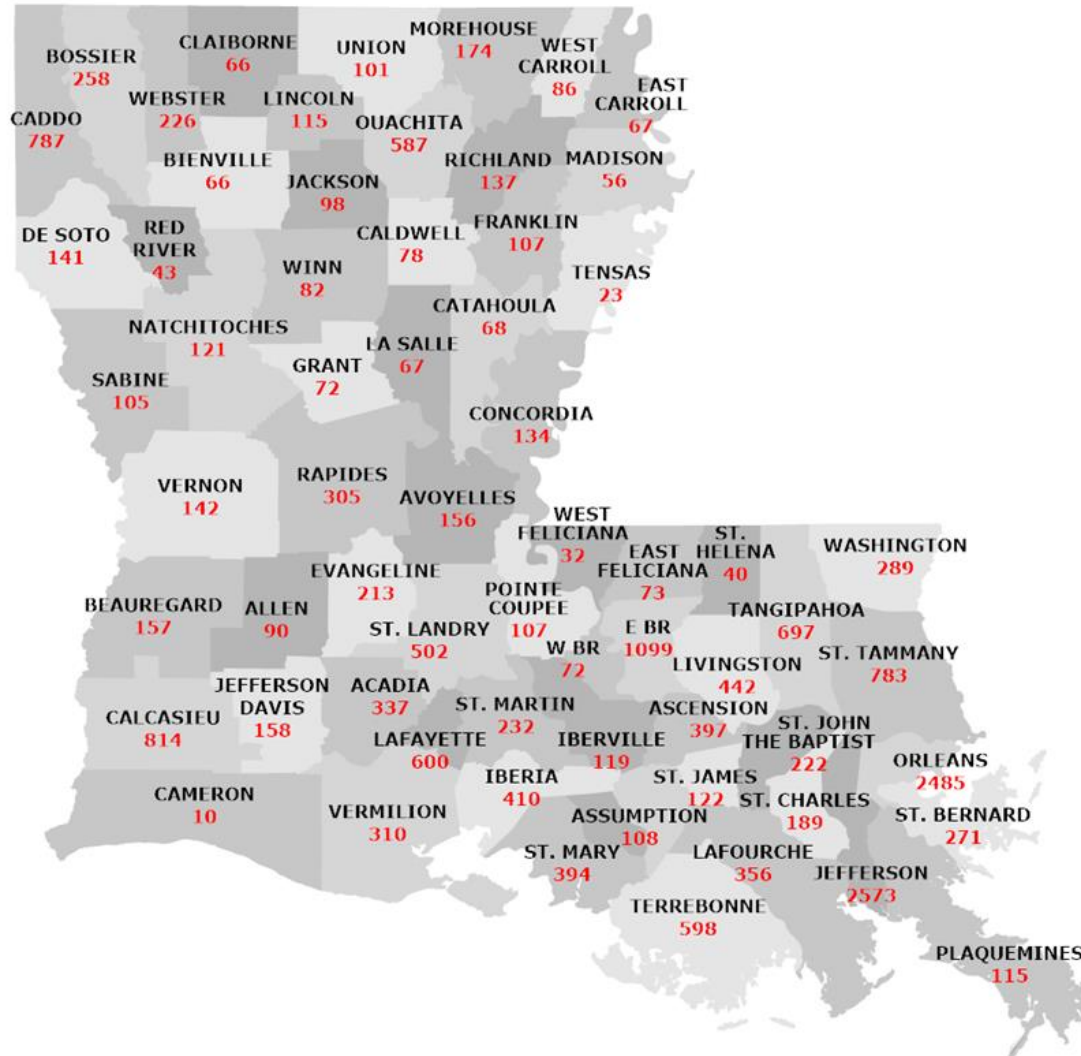 MOREHOUSE
174
CLAIBORNE
66
UNION
101
WEST
CARROLL
86
BOSSIER
258
EAST
CARROLL
67
WEBSTER
226
LINCOLN
115
CADDO
787
OUACHITA
587
BIENVILLE
66
RICHLAND
137
MADISON
56
JACKSON
98
RED
RIVER
43
FRANKLIN
107
DE SOTO
141
CALDWELL
78
WINN
82
TENSAS
23
CATAHOULA
68
NATCHITOCHES
121
LA SALLE
67
GRANT
72
SABINE
105
CONCORDIA
134
RAPIDES
305
VERNON
142
AVOYELLES
156
WEST
FELICIANA
32
ST.
HELENA
40
EAST
FELICIANA
73
WASHINGTON
289
EVANGELINE
213
POINTE
COUPEE
107
BEAUREGARD
157
ALLEN
90
TANGIPAHOA
697
ST. LANDRY
502
E BR
1099
W BR
72
ST. TAMMANY
783
LIVINGSTON
442
JEFFERSON
DAVIS
158
ACADIA
337
ST. MARTIN
232
ASCENSION
397
CALCASIEU
814
ST. JOHN
THE BAPTIST
222
LAFAYETTE
600
IBERVILLE
119
ORLEANS
2485
IBERIA
410
ST. JAMES
122
CAMERON
10
ST. CHARLES
189
VERMILION
310
ASSUMPTION
108
ST. BERNARD
271
ST. MARY
394
LAFOURCHE
356
JEFFERSON
2573
TERREBONNE
598
PLAQUEMINES
115